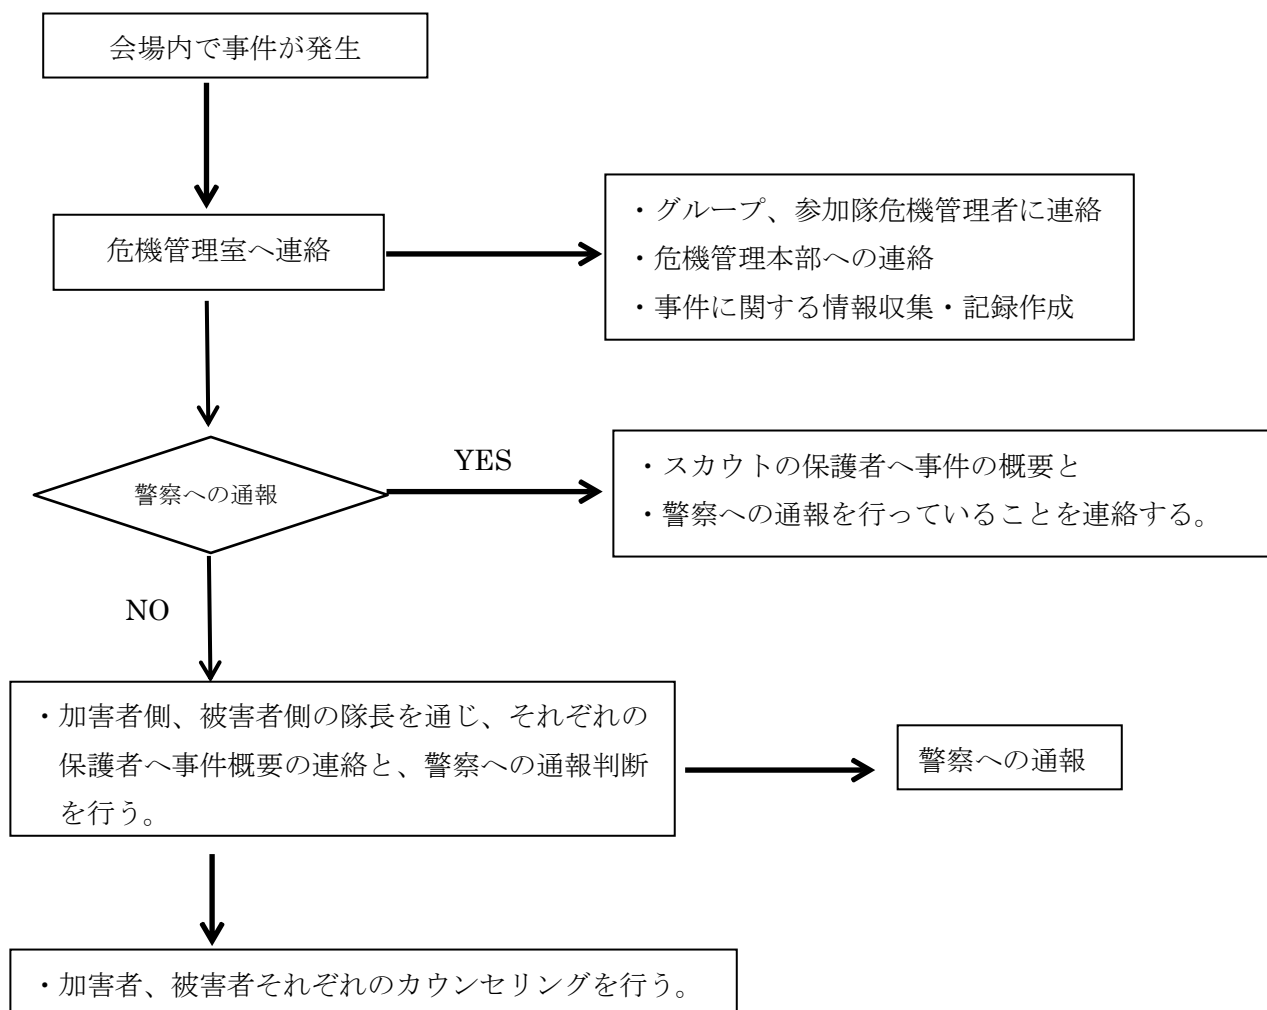 会場内で事件が発生
危機管理室へ連絡
・グループ、参加隊危機管理者に連絡
・危機管理本部への連絡
・事件に関する情報収集・記録作成
警察への通報
YES
・スカウトの保護者へ事件の概要と
・警察への通報を行っていることを連絡する。
NO
・加害者側、被害者側の隊長を通じ、それぞれの
保護者へ事件概要の連絡と、警察への通報判断
を行う。
警察への通報
・加害者、被害者それぞれのカウンセリングを行う。